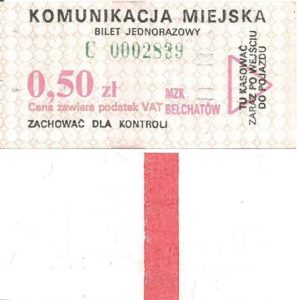 KOMUNIKACJA MIEJSKA
BILET JEDNORAZOWY
C 0002839
0,50 zł
MZK
BEŁCHATÓW
Cena zawiera podatek VAT
ZACHOWAĆ DLA KONTROLI
TU KASOWAĆ
ZARAZ PO WEJŚCIU
DO POJAZDU